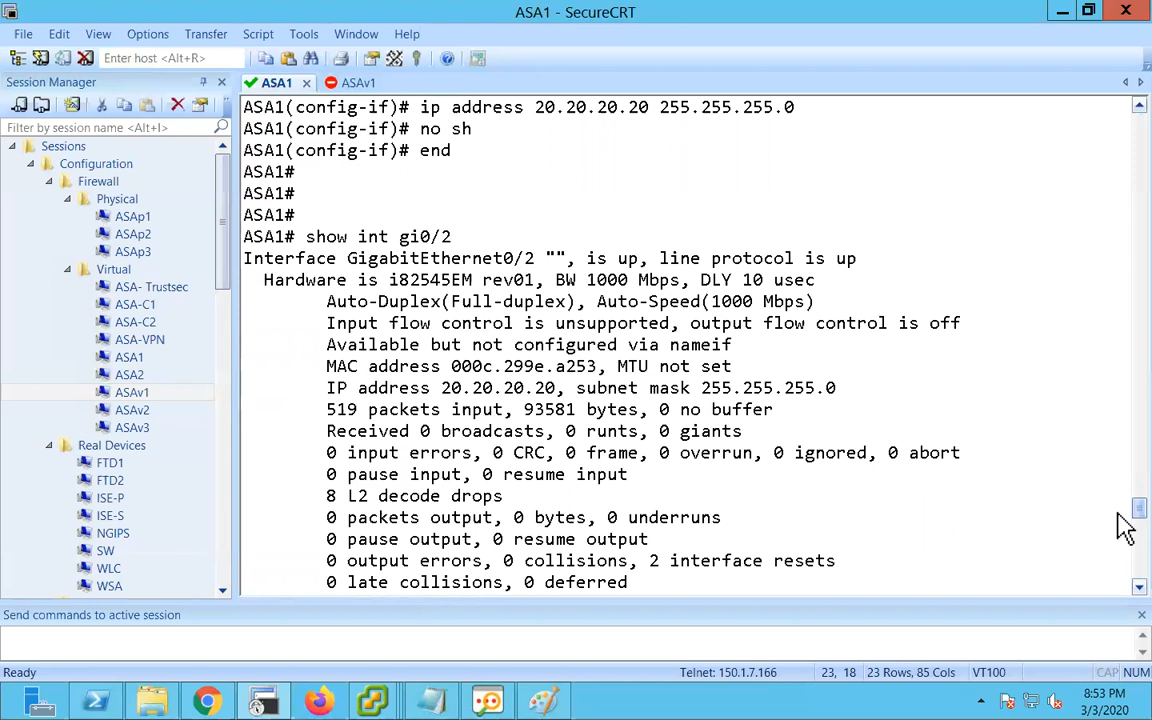 ASA1 - SecureCRT
File Edit View Options Transfer Script Tools Window Help
Enter host <Alt+R>
Session Manager
ASA1
ASAv1
Filter by session name <Alt+I>
Sessions
Configuration
Firewall
Physical
ASAp1
ASAp2
ASAp3
Virtual
ASA- Trustsec
ASA-C1
ASA-C2
ASA-VPN
ASA1
ASA2
ASAv1
ASAv2
ASAv3
Real Devices
FTD1
FTD2
ISE-P
ISE-S
NGIPS
SW
WLC
WSA
ASA1(config-if)# ip address 20.20.20.20 255.255.255.0
ASA1(config-if)# no sh
ASA1(config-if)# end
ASA1#
ASA1#
ASA1#
ASA1# show int gi0/2
Interface GigabitEthernet0/2 "", is up, line protocol is up
Hardware is i82545EM rev01, BW 1000 Mbps, DLY 10 usec
Auto-Duplex(Full-duplex), Auto-Speed(1000 Mbps)
Input flow control is unsupported, output flow control is off
Available but not configured via nameif
MAC address 000c.299e.a253, MTU not set
IP address 20.20.20.20, subnet mask 255.255.255.0
519 packets input, 93581 bytes, 0 no buffer
Received 0 broadcasts, 0 runts, 0 giants
0 input errors, 0 CRC, 0 frame, 0 overrun, 0 ignored, 0 abort
0 pause input, 0 resume input
8 L2 decode drops
0 packets output, 0 bytes, 0 underruns
0 pause output, 0 resume output
0 output errors, 0 collisions, 2 interface resets
0 late collisions, 0 deferred
Send commands to active session
Ready
Telnet: 150.1.7.166
23, 18
23 Rows, 85 Cols
VT100
CAP NUM
8:53 PM
3/3/2020